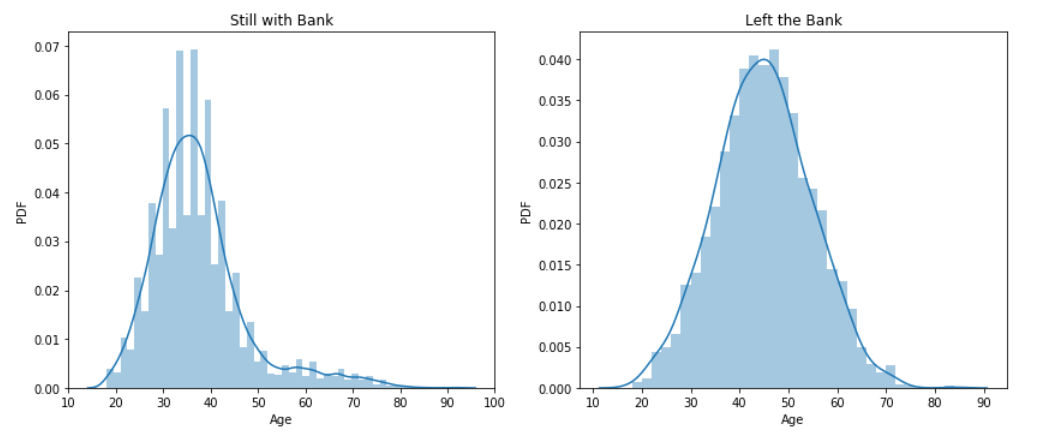 Still with Bank
0.07
0.06
0.05
0.04
0.03
0.02
0.01
0.00
PDF
10 20 30 40 50 60 70 80 90 100
Age
Left the Bank
0.040
0.035
0.030
0.025
0.020
0.015
0.010
0.005
0.000
PDF
10 20 30 40 50 60 70 80 90
Age